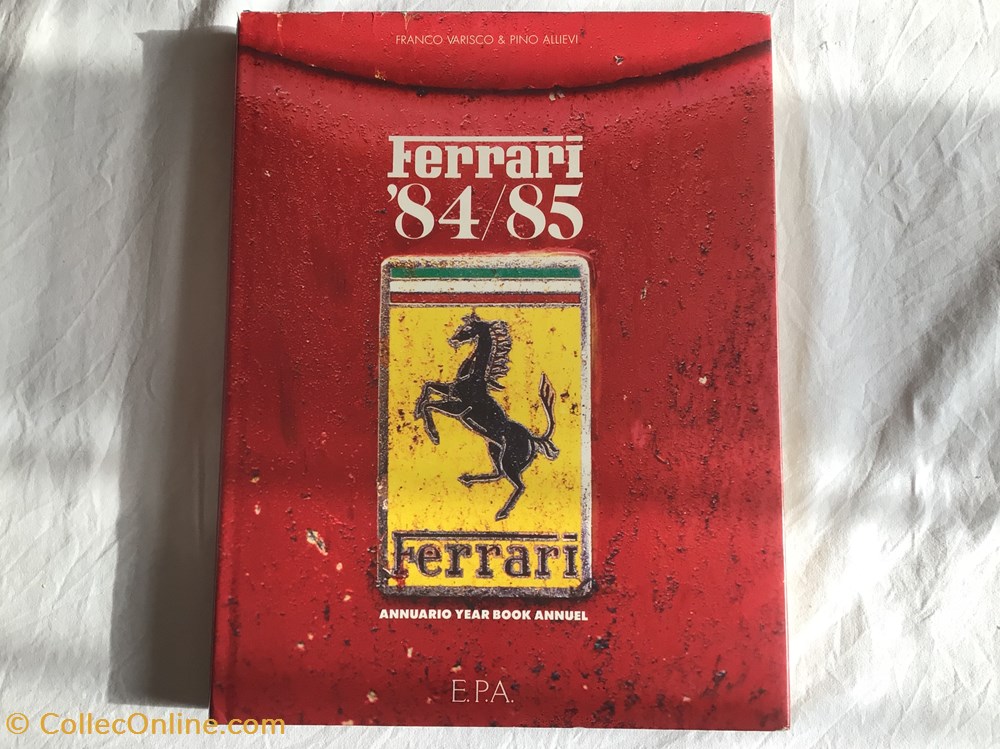 FRANCO VARISCO & PINO ALLIEVI
Ferrari
'84/85
Ferrari
ANNUARIO YEAR BOOK ANNUEL
E.P.A.
© CollecOnline.com